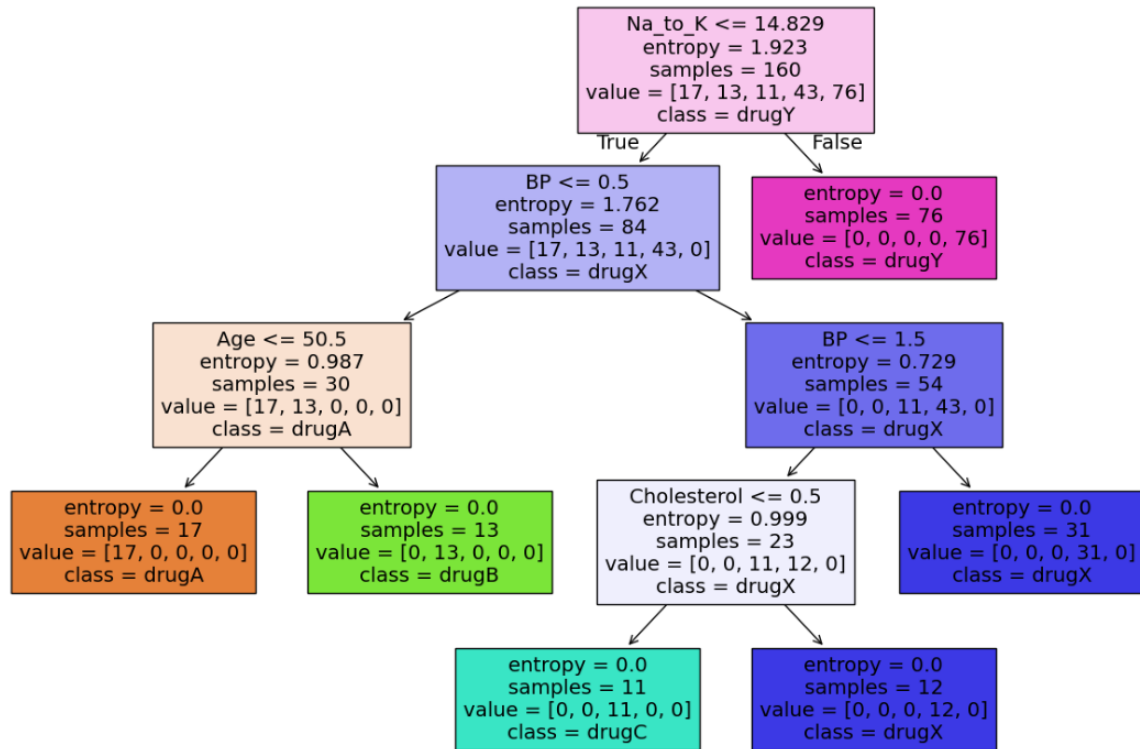 Na_to_K <= 14.829
entropy = 1.923
samples = 160
value = [17, 13, 11, 43, 76]
class = drugY
True
False
BP <= 0.5
entropy = 1.762
samples = 84
value = [17, 13, 11, 43, 0]
class = drugX
entropy = 0.0
samples = 76
value = [0, 0, 0, 0, 76]
class = drugY
Age <= 50.5
entropy = 0.987
samples = 30
value = [17, 13, 0, 0, 0]
class = drugA
BP <= 1.5
entropy = 0.729
samples = 54
value = [0, 0, 11, 43, 0]
class = drugX
entropy = 0.0
samples = 17
value = [17, 0, 0, 0, 0]
class = drugA
entropy = 0.0
samples = 13
value = [0, 13, 0, 0, 0]
class = drugB
Cholesterol <= 0.5
entropy = 0.999
samples = 23
value = [0, 0, 11, 12, 0]
class = drugX
entropy = 0.0
samples = 31
value = [0, 0, 0, 31, 0]
class = drugX
entropy = 0.0
samples = 11
value = [0, 0, 11, 0, 0]
class = drugC
entropy = 0.0
samples = 12
value = [0, 0, 0, 12, 0]
class = drugX